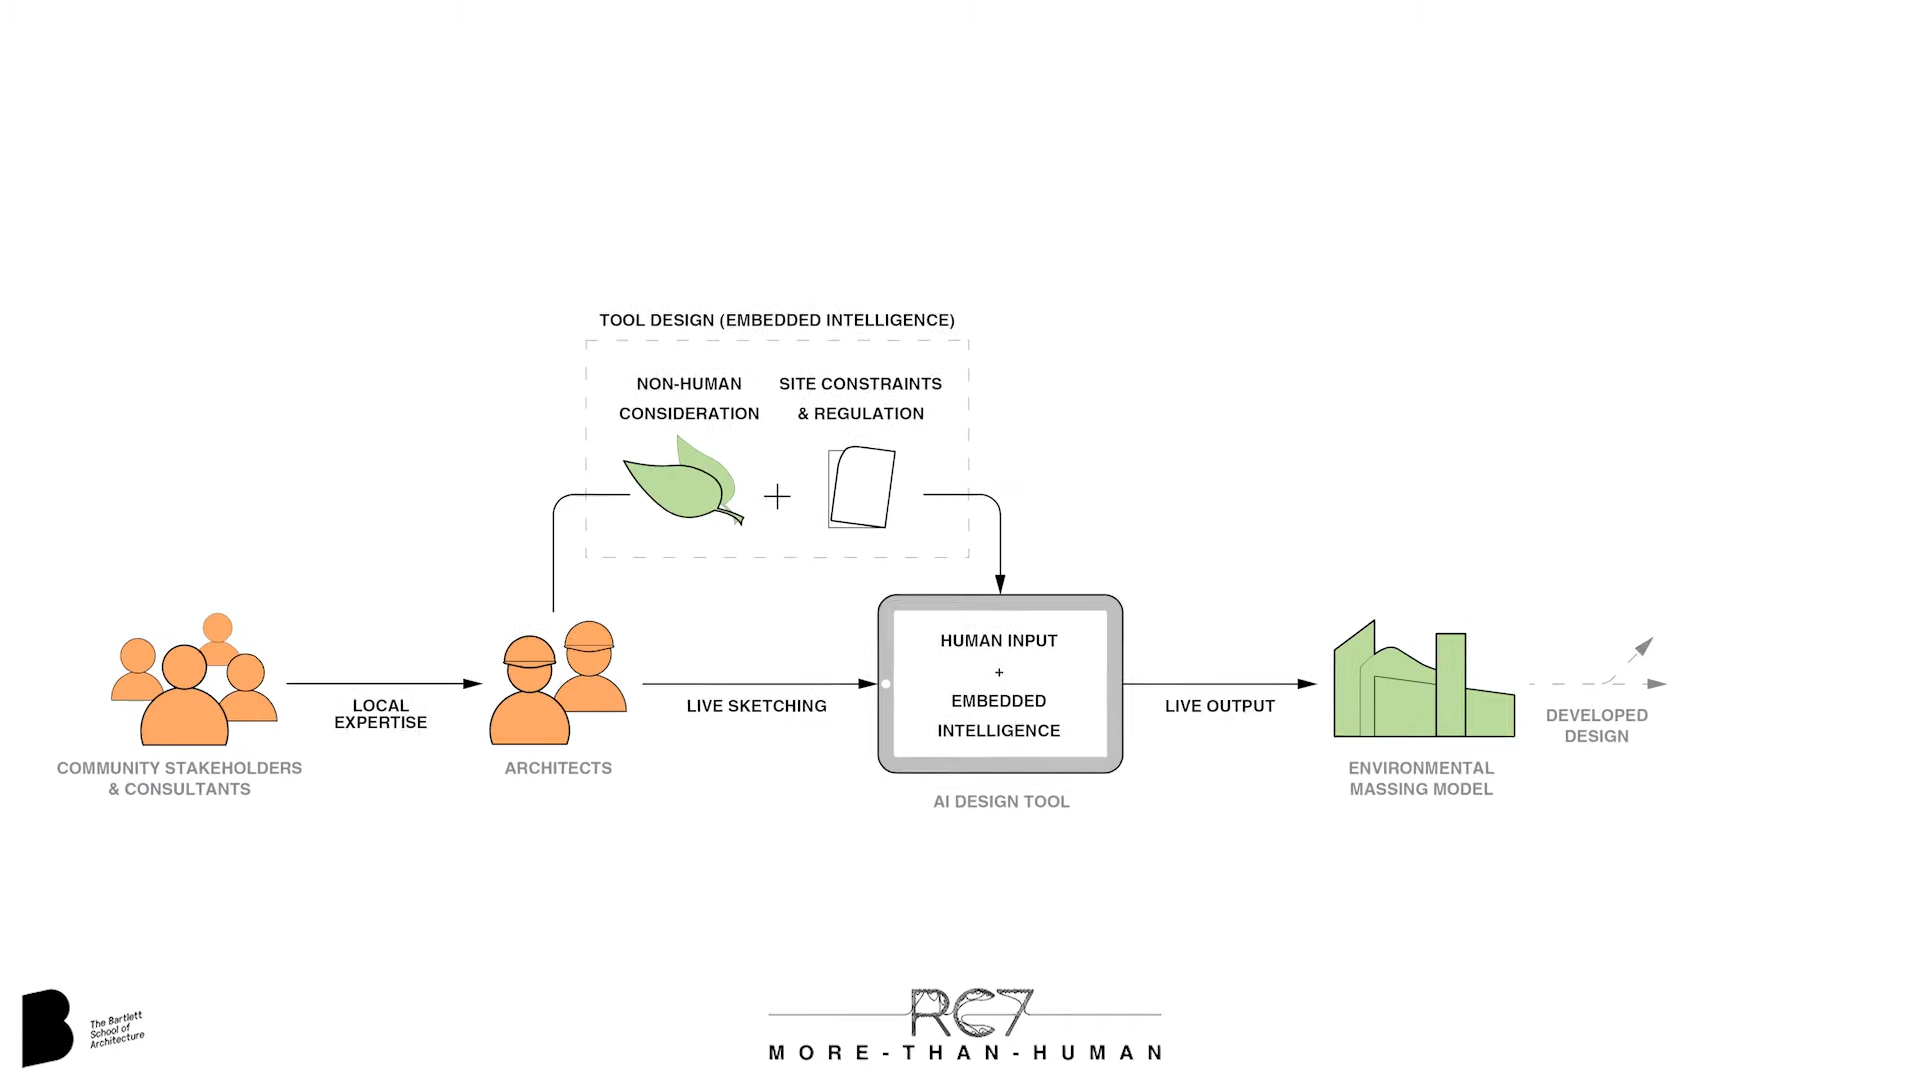 TOOL DESIGN (EMBEDDED INTELLIGENCE)
NON-HUMAN
CONSIDERATION
SITE CONSTRAINTS
& REGULATION
+
HUMAN INPUT
+
EMBEDDED
INTELLIGENCE
LOCAL
EXPERTISE
LIVE SKETCHING
LIVE OUTPUT
DEVELOPED
DESIGN
COMMUNITY STAKEHOLDERS
& CONSULTANTS
ARCHITECTS
AI DESIGN TOOL
ENVIRONMENTAL
MASSING MODEL
B
The Bartlett
School of
Architecture
RC7
MORE-THAN-HUMAN